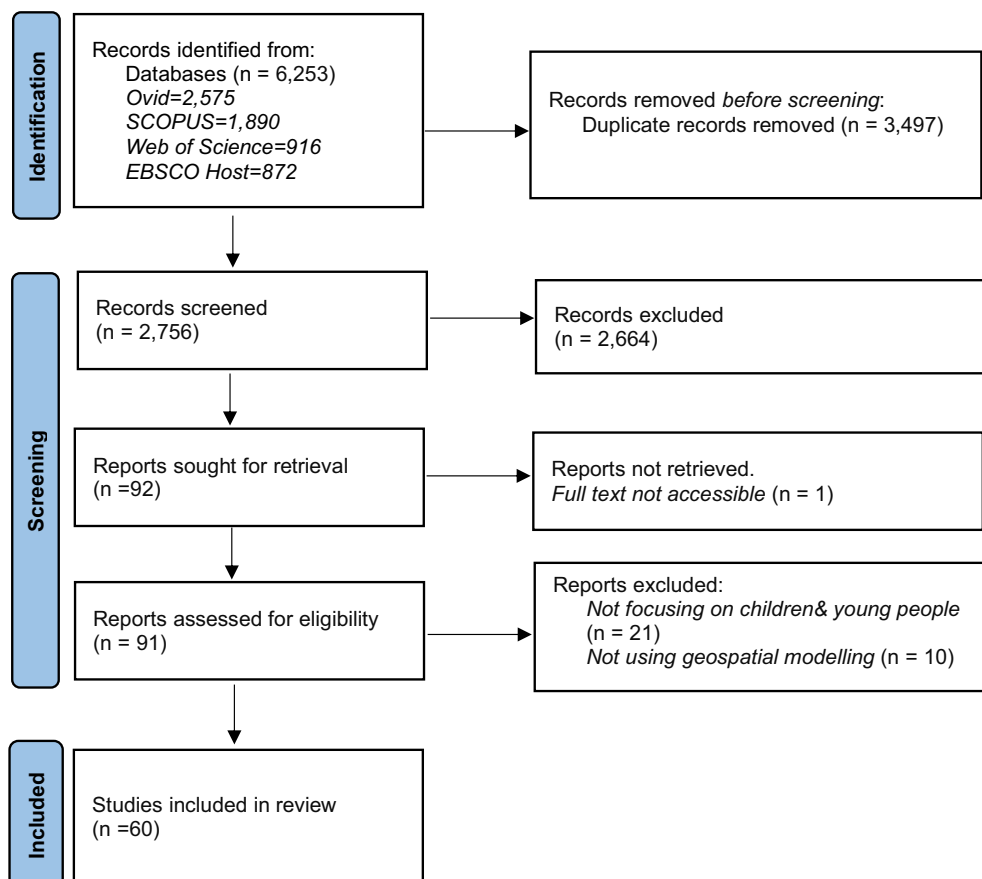 Identification
Records identified from:
Databases (n = 6,253)
Ovid=2,575
SCOPUS=1,890
Web of Science=916
EBSCO Host=872
Records removed before screening:
Duplicate records removed (n = 3,497)
Screening
Records screened
(n = 2,756)
Records excluded
(n = 2,664)
Reports sought for retrieval
(n =92)
Reports not retrieved.
Full text not accessible (n = 1)
Reports assessed for eligibility
(n = 91)
Reports excluded:
Not focusing on children& young people
(n = 21)
Not using geospatial modelling (n = 10)
Included
Studies included in review
(n =60)